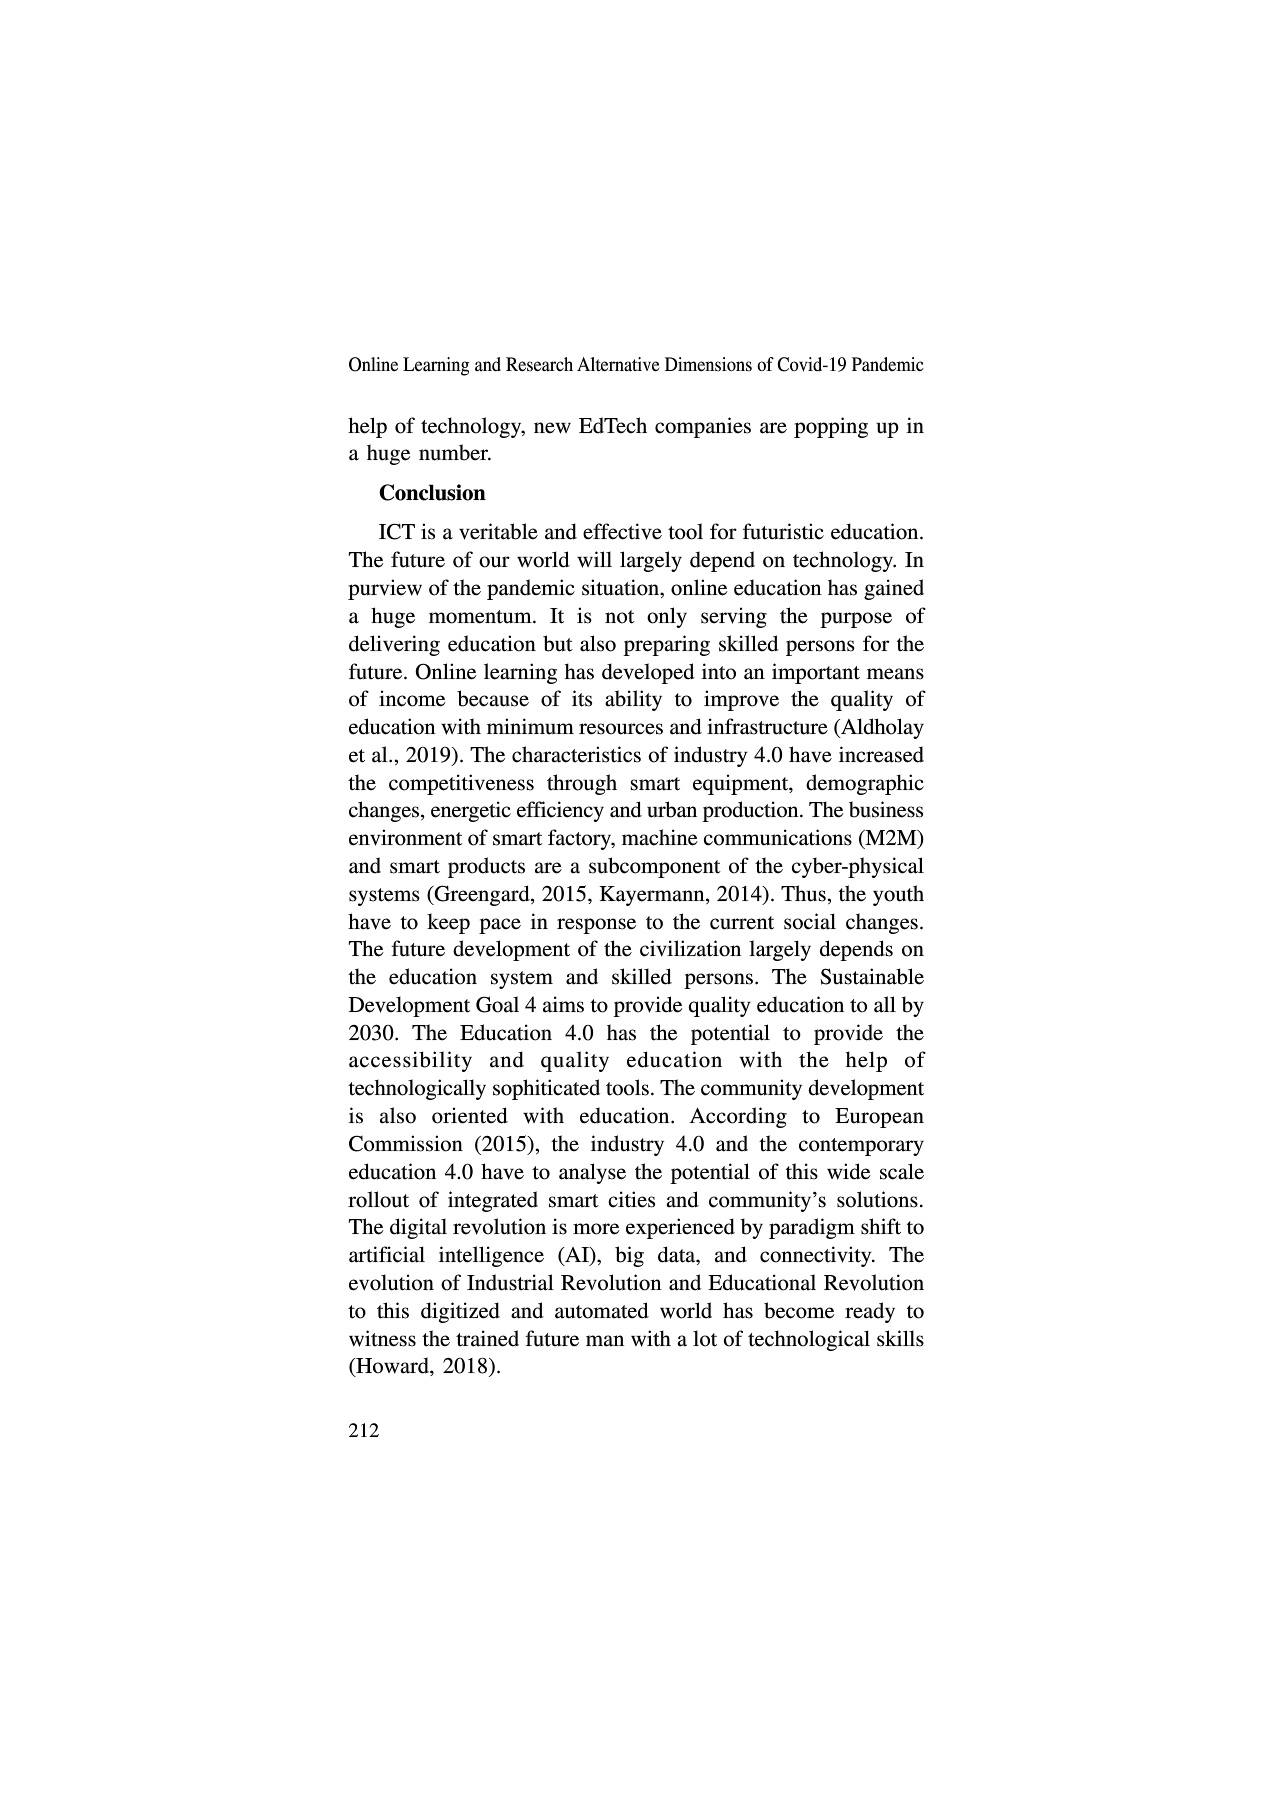 Online Learning and Research Alternative Dimensions of Covid-19 Pandemic
help of technology, new EdTech companies are popping up in
a huge number.
Conclusion
ICT is a veritable and effective tool for futuristic education.
The future of our world will largely depend on technology. In
purview of the pandemic situation, online education has gained
a huge momentum. It is not only serving the purpose of
delivering education but also preparing skilled persons for the
future. Online learning has developed into an important means
of income because of its ability to improve the quality of
education with minimum resources and infrastructure (Aldholay
et al., 2019). The characteristics of industry 4.0 have increased
the competitiveness through smart equipment, demographic
changes, energetic efficiency and urban production. The business
environment of smart factory, machine communications (M2M)
and smart products are a subcomponent of the cyber-physical
systems (Greengard, 2015, Kayermann, 2014). Thus, the youth
have to keep pace in response to the current social changes.
The future development of the civilization largely depends on
the education system and skilled persons. The Sustainable
Development Goal 4 aims to provide quality education to all by
2030. The Education 4.0 has the potential to provide the
accessibility and quality education with the help of
technologically sophiticated tools. The community development
is also oriented with education. According to European
Commission (2015), the industry 4.0 and the contemporary
education 4.0 have to analyse the potential of this wide scale
rollout of integrated smart cities and community’s solutions.
The digital revolution is more experienced by paradigm shift to
artificial intelligence (AI), big data, and connectivity. The
evolution of Industrial Revolution and Educational Revolution
to this digitized and automated world has become ready to
witness the trained future man with a lot of technological skills
(Howard, 2018).
212